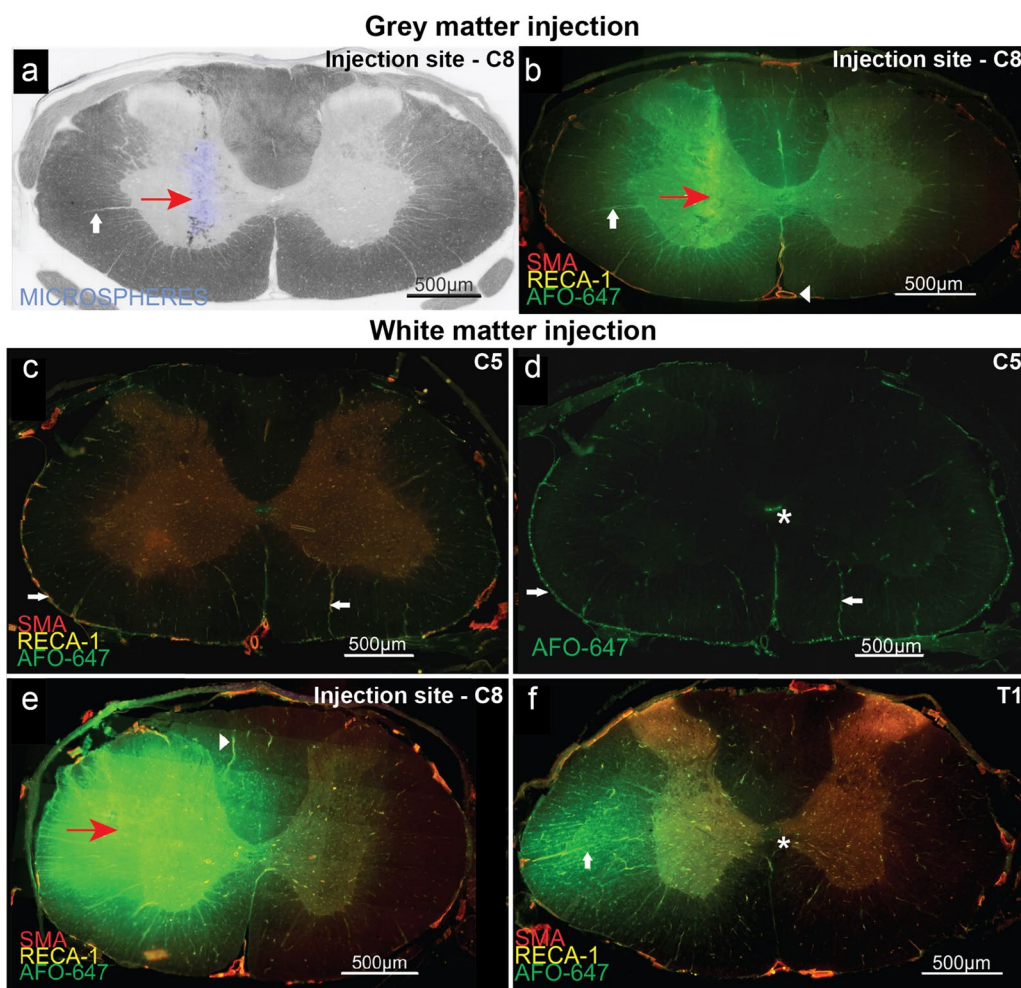 Grey matter injection
a
Injection site - C8
MICROSPHERES
500µm
b
Injection site - C8
SMA
RECA-1
AFO-647
500µm
White matter injection
c
C5
SMA
RECA-1
AFO-647
500µm
d
C5
*
AFO-647
500µm
e
Injection site - C8
SMA
RECA-1
AFO-647
500µm
f
T1
*
SMA
RECA-1
AFO-647
500µm